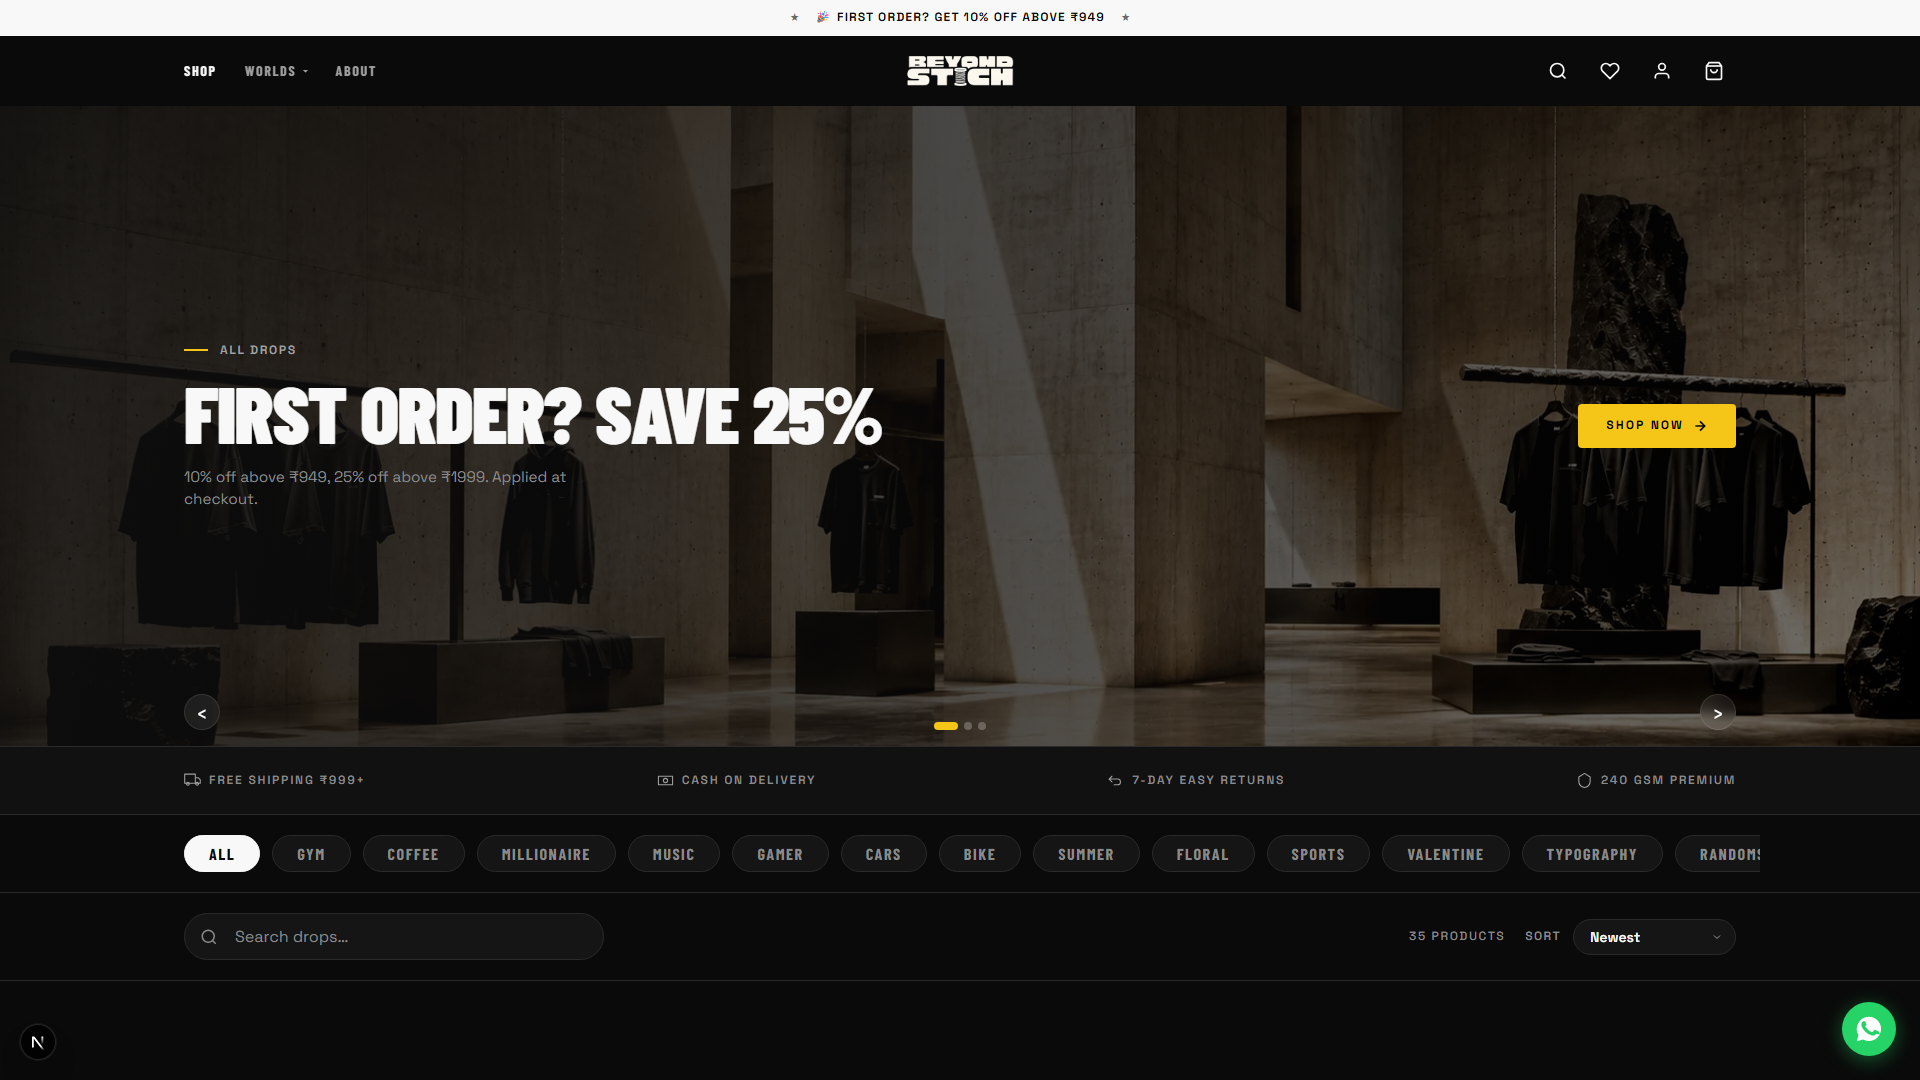 ★ 🎉 FIRST ORDER? GET 10% OFF ABOVE ₹949 ★
SHOP WORLDS ABOUT
BEYOND
STICH
ALL DROPS
FIRST ORDER? SAVE 25%
10% off above ₹949, 25% off above ₹1999. Applied at
checkout.
SHOP NOW →
< >
FREE SHIPPING ₹999+ CASH ON DELIVERY 7-DAY EASY RETURNS 240 GSM PREMIUM
ALL GYM COFFEE MILLIONAIRE MUSIC GAMER CARS BIKE SUMMER FLORAL SPORTS VALENTINE TYPOGRAPHY RANDOMS
Search drops... 35 PRODUCTS SORT Newest
N